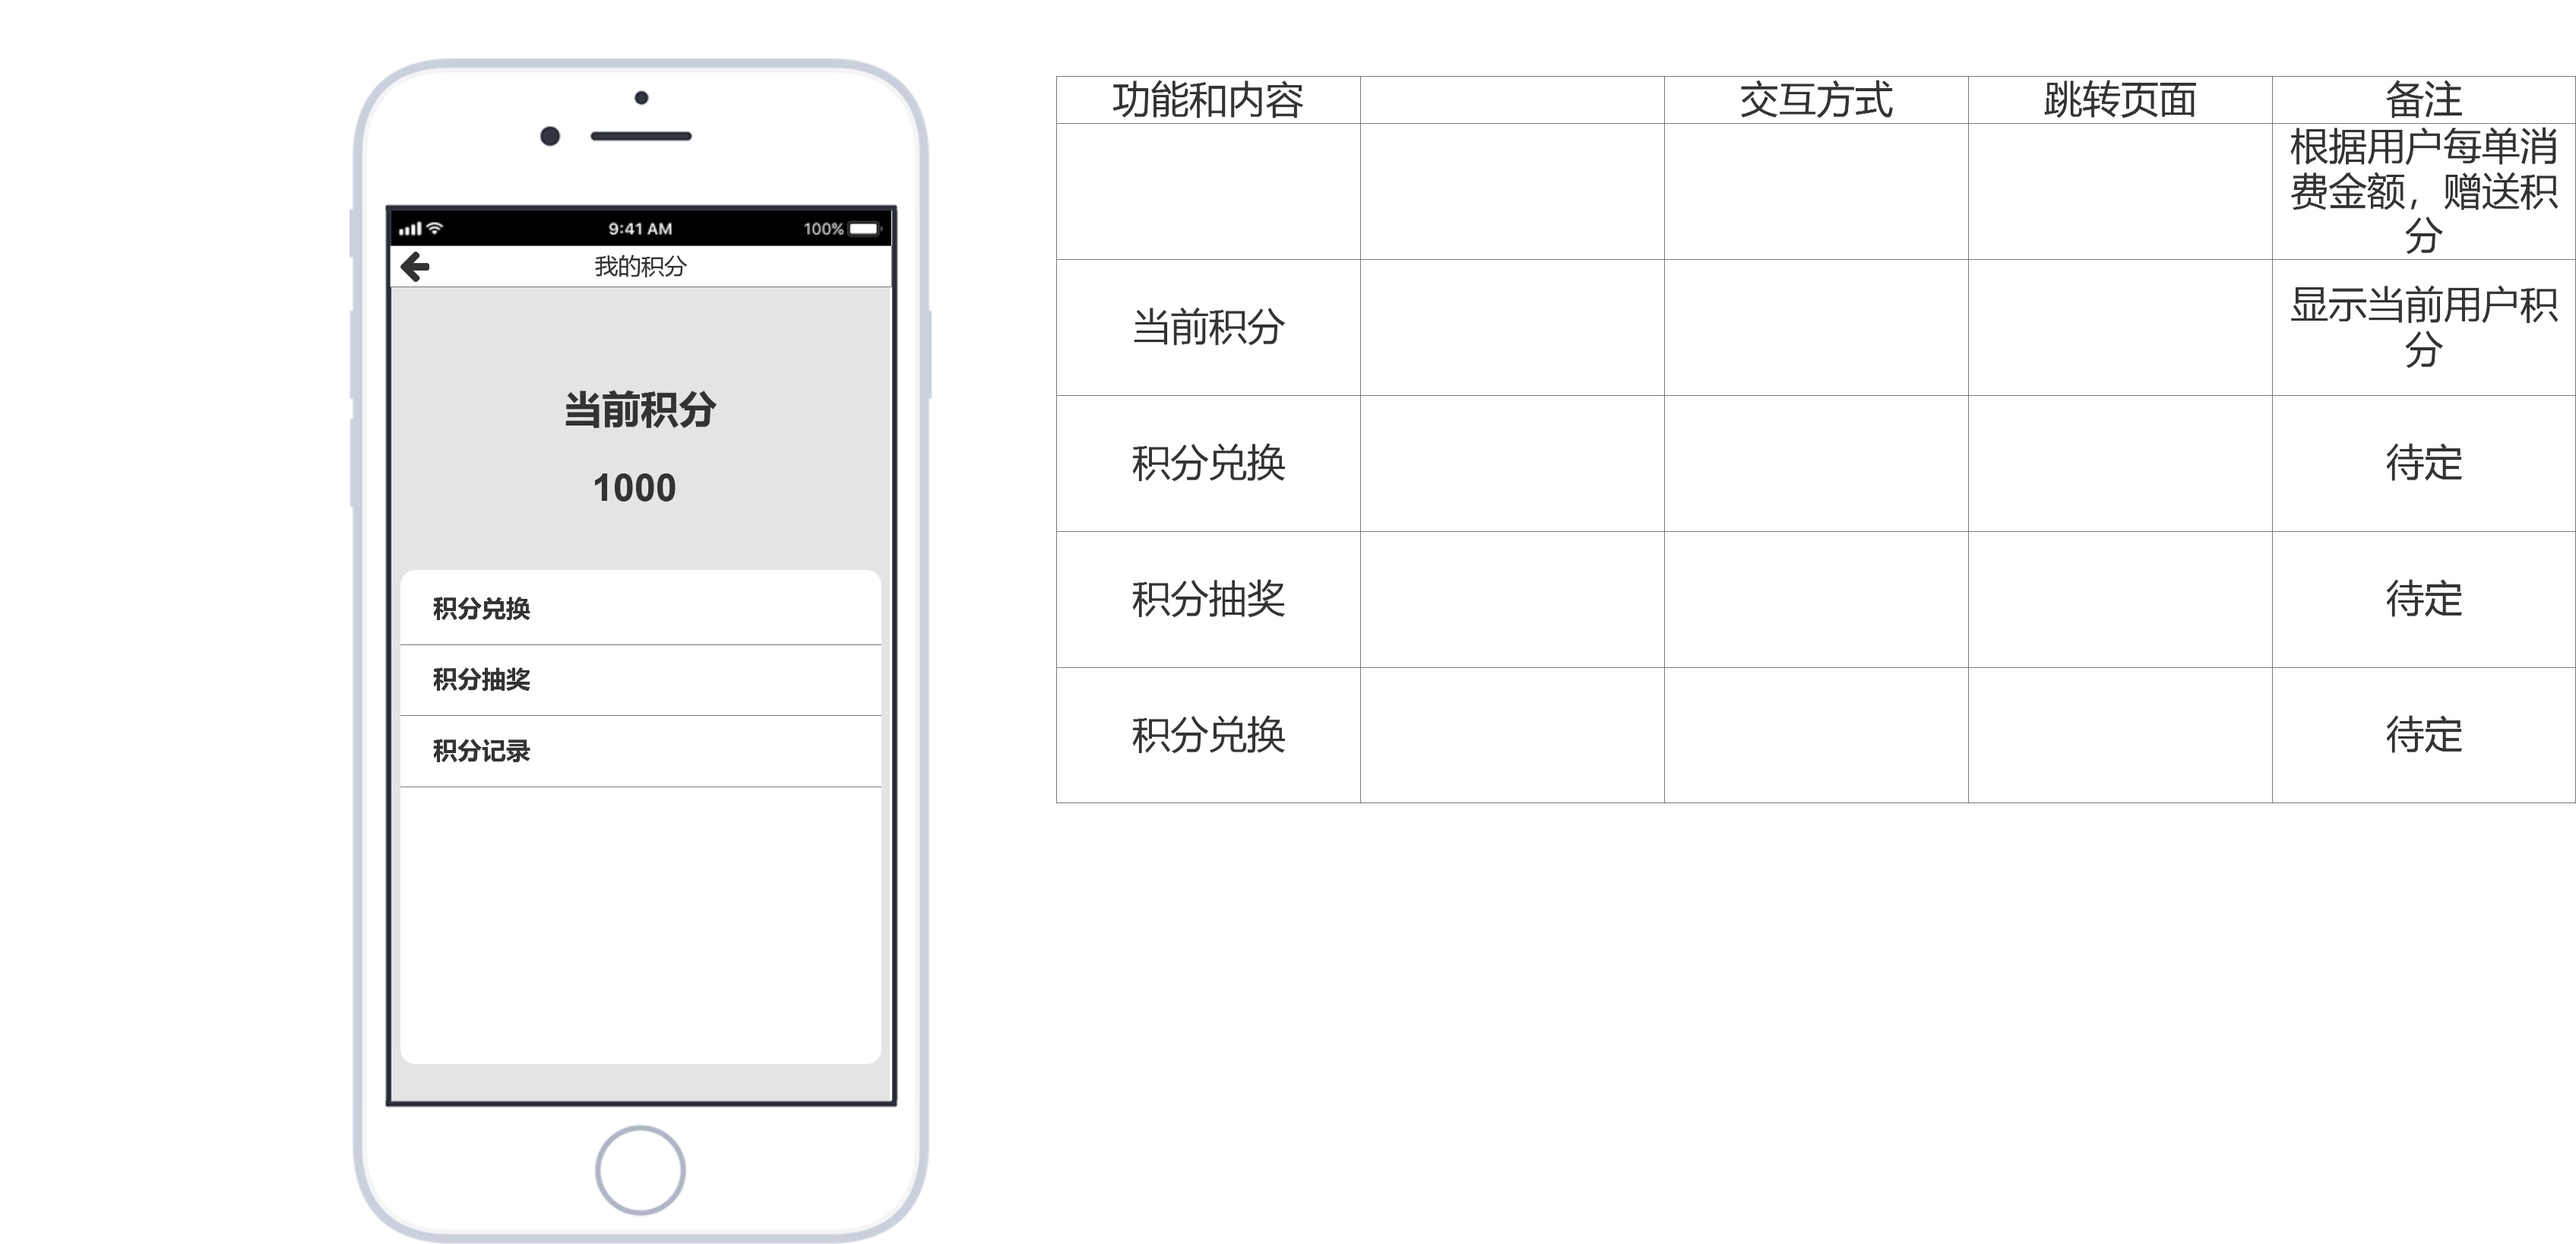 9:41 AM
100%
我的积分
当前积分
1000
积分兑换
积分抽奖
积分记录
功能和内容
交互方式
跳转页面
备注
根据用户每单消
费金额，赠送积
分
当前积分
显示当前用户积
分
积分兑换
待定
积分抽奖
待定
积分兑换
待定